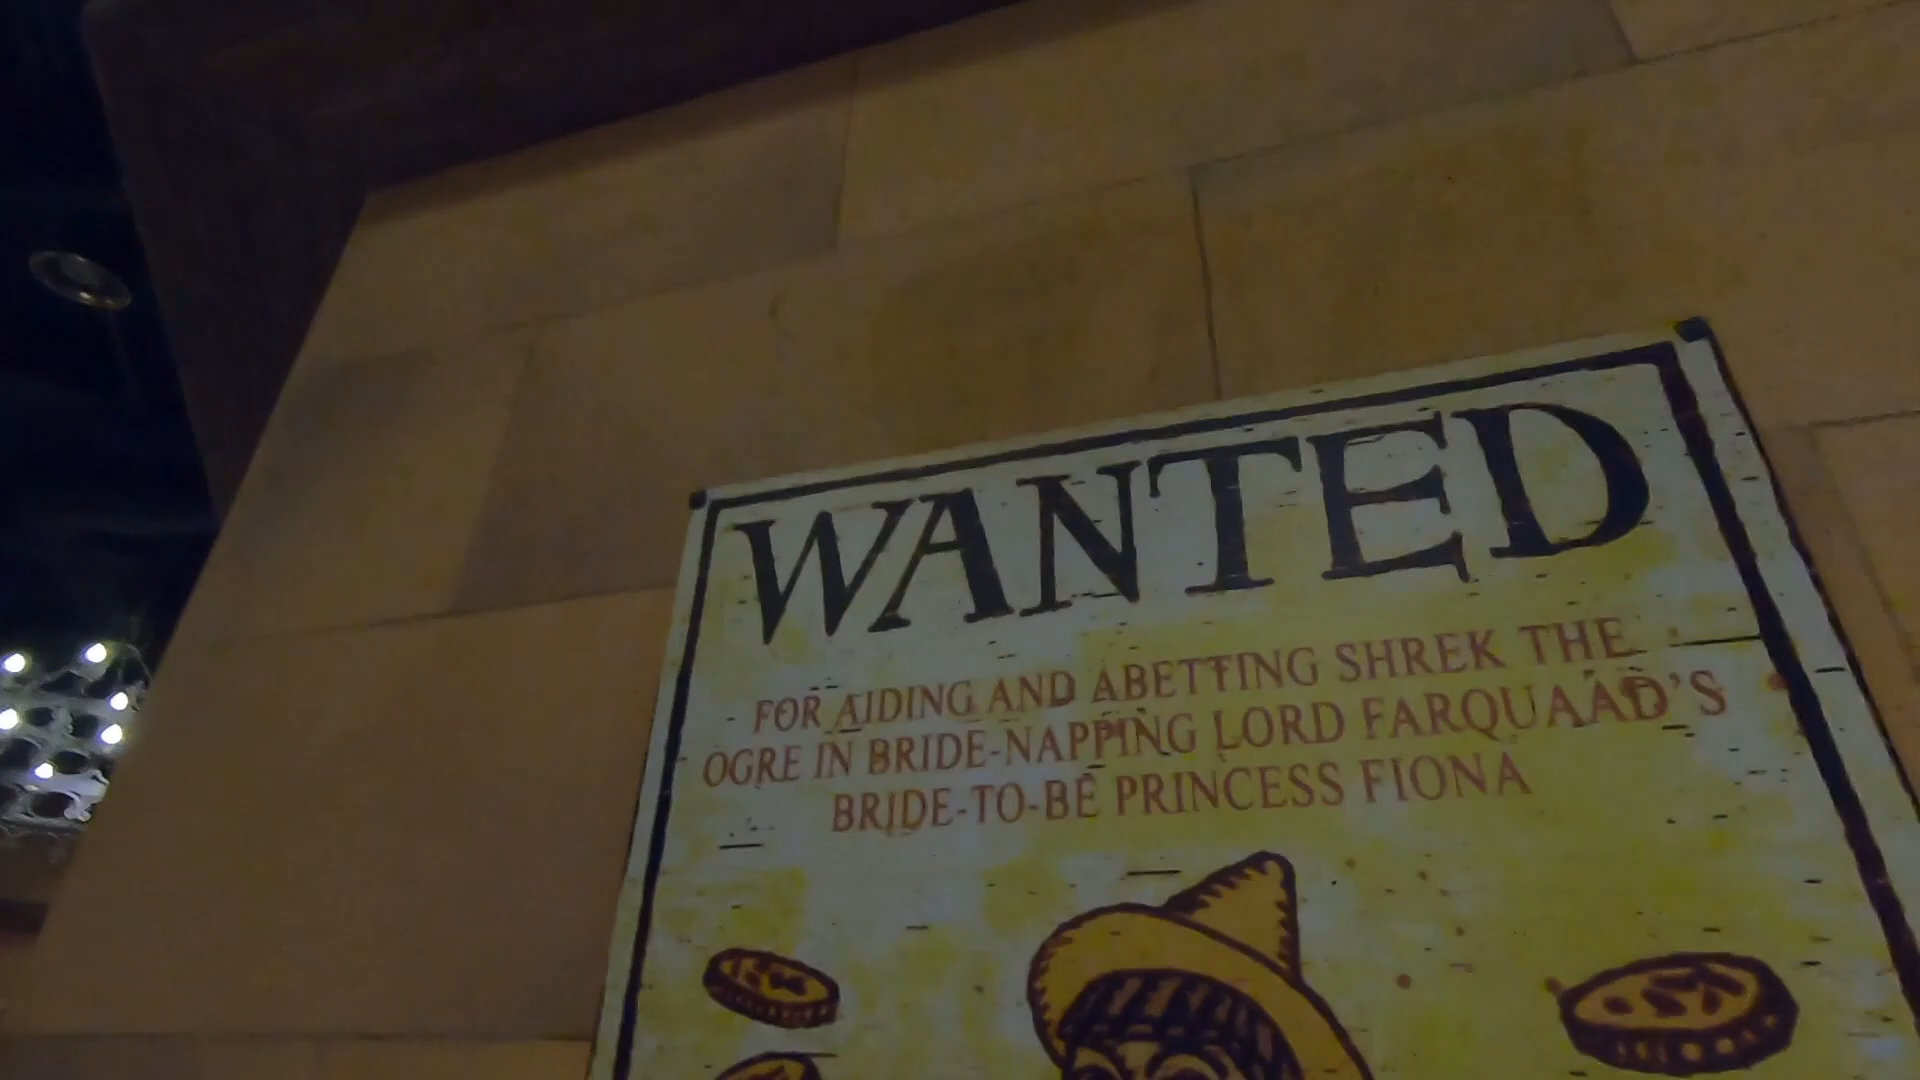 WANTED
FOR AIDING AND ABETTING SHREK THE
OGRE IN BRIDE-NAPPING LORD FARQUAAD'S
BRIDE-TO-BE PRINCESS FIONA